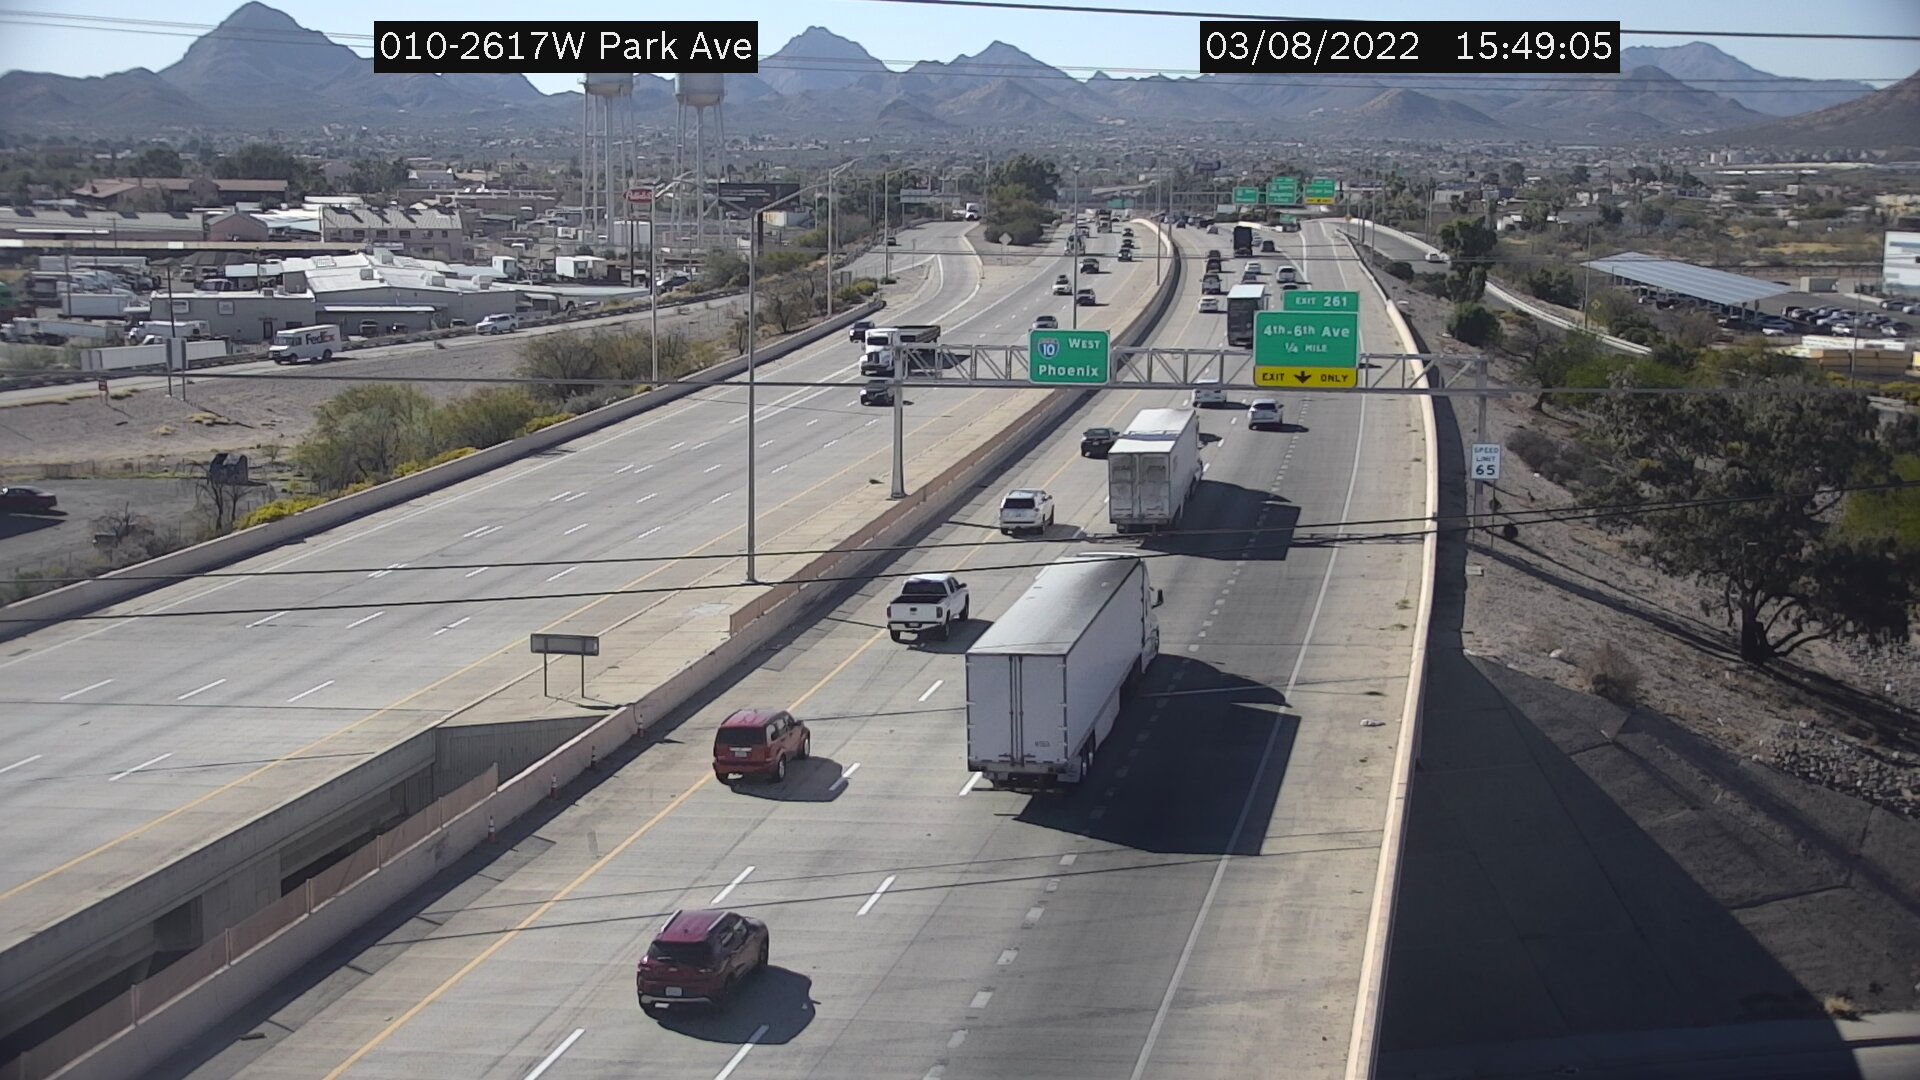 010-2617W Park Ave
03/08/2022 15:49:05
EXIT 261
4th-6th Ave
1/4 MILE
EXIT ONLY
10 WEST
Phoenix
FedEx
SPEED
LIMIT
65